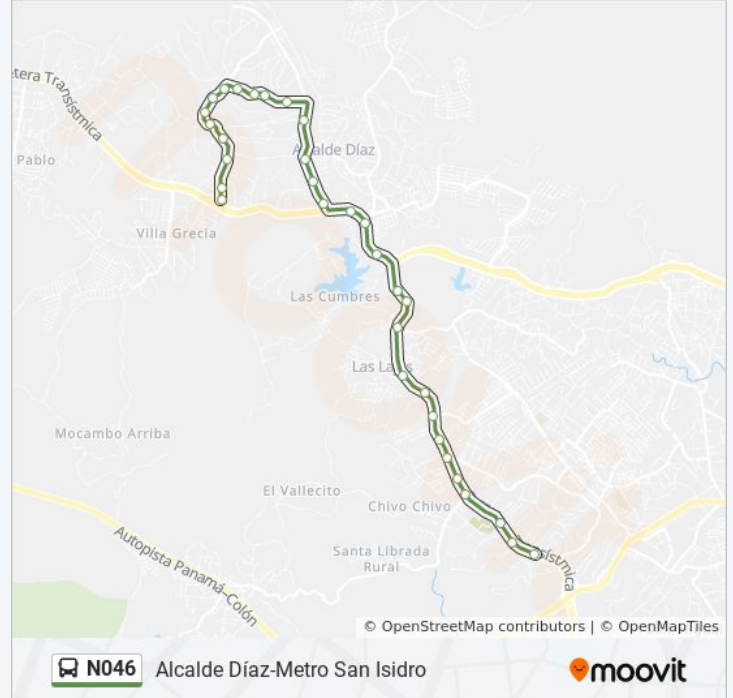 etera Transístmica
Pablo
Alcalde Díaz
Villa Grecia
Las Cumbres
Las Lajas
Mocambo Arriba
El Vallecito
Chivo Chivo
Santa Librada
Rural
sístmica
Autopista Panamá-Colón
© OpenStreetMap contributors | © OpenMapTiles
N046 Alcalde Díaz-Metro San Isidro
moovit